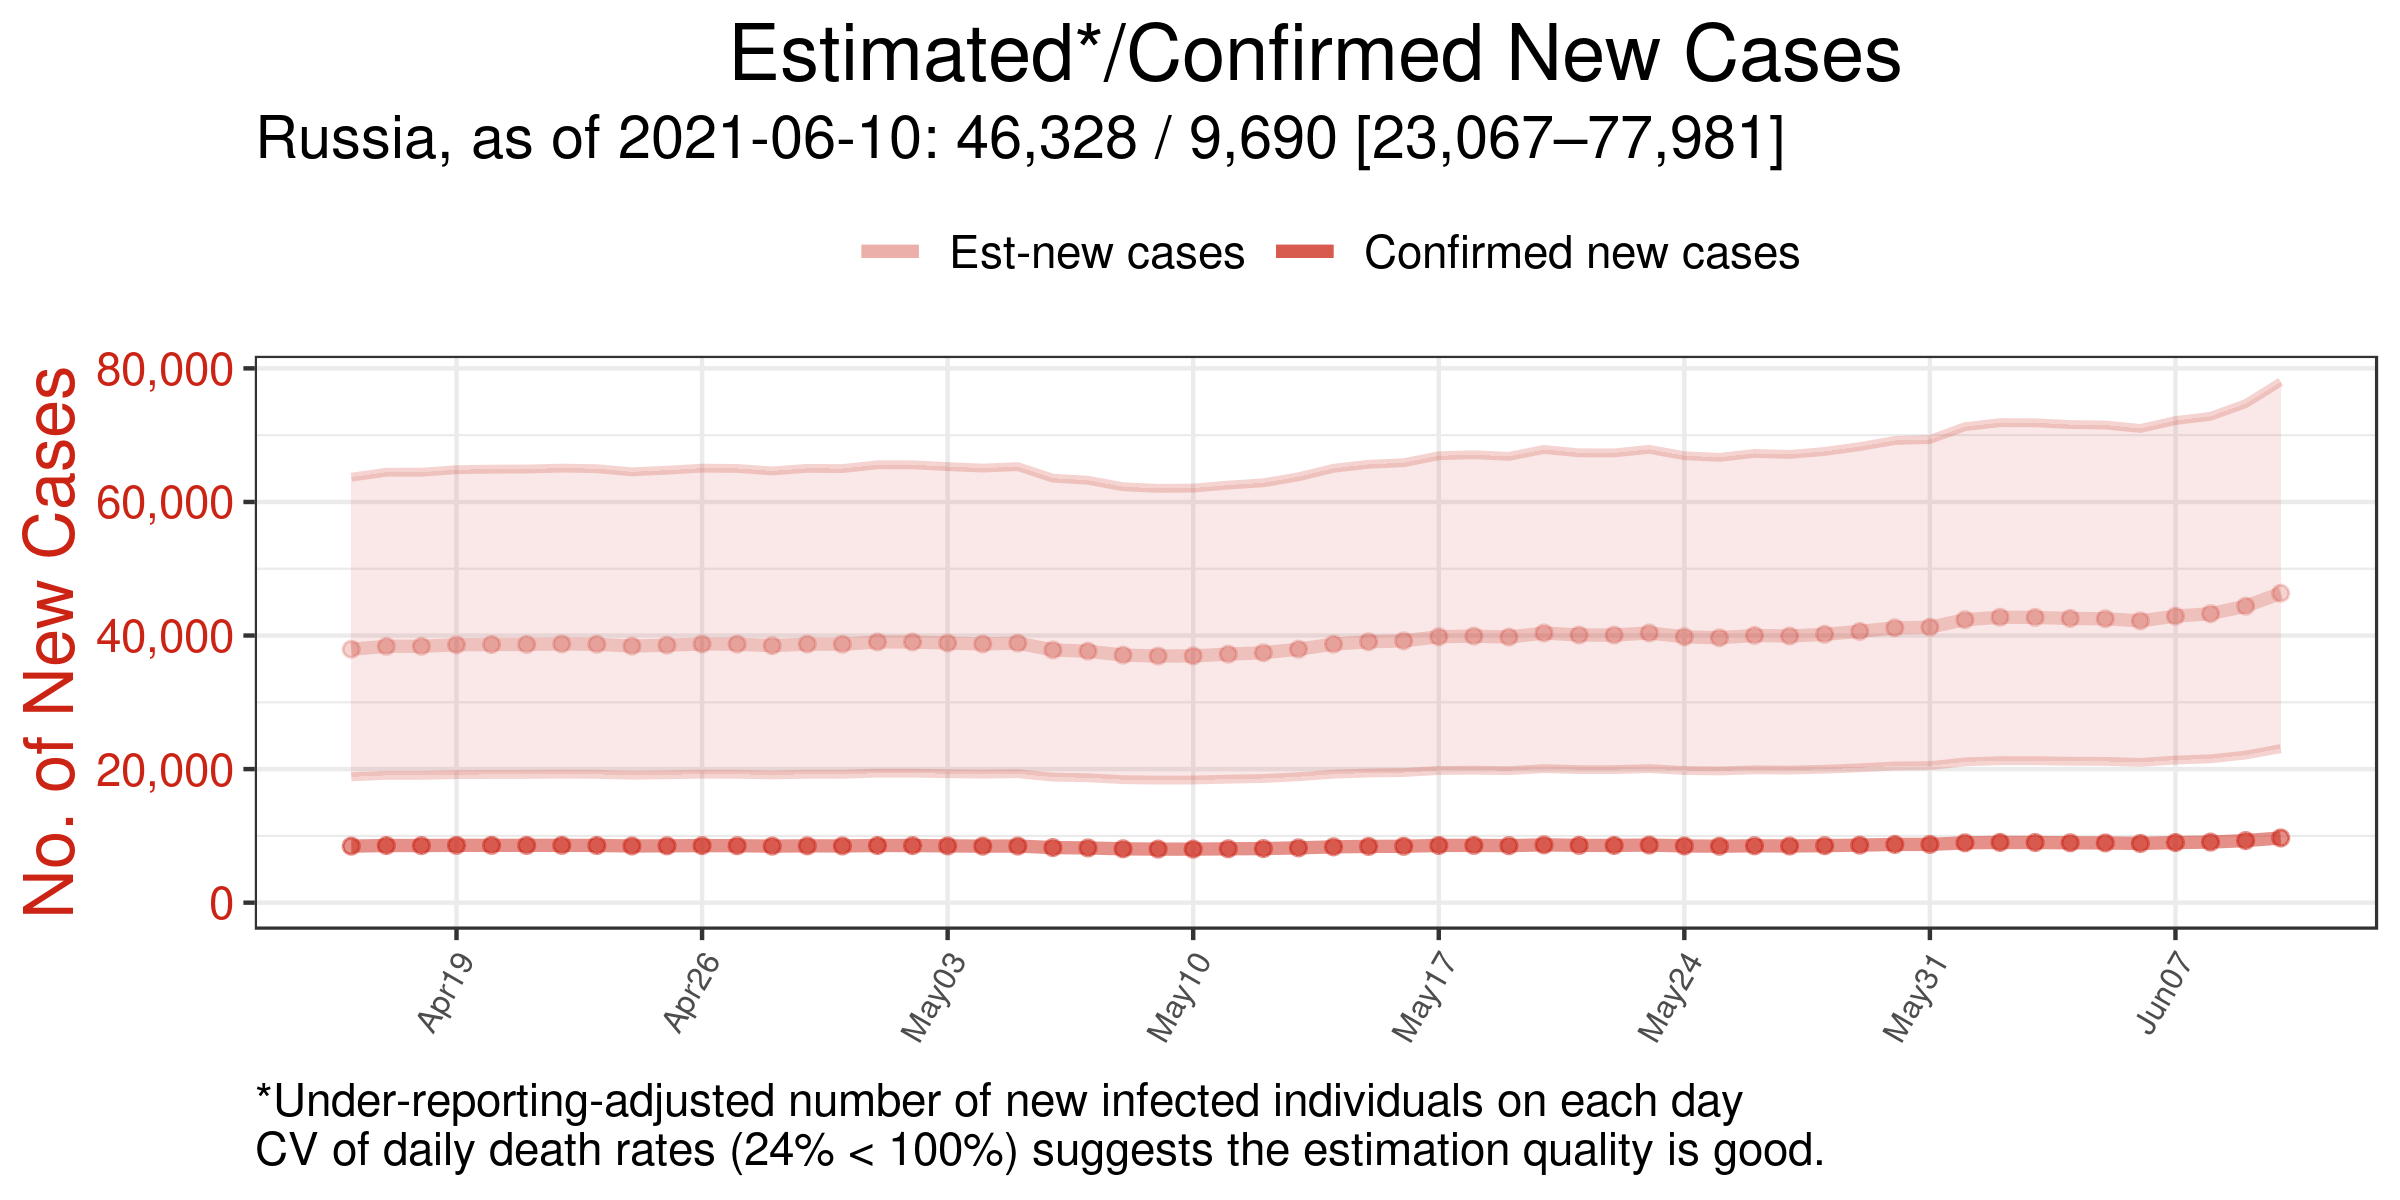 Estimated*/Confirmed New Cases
Russia, as of 2021-06-10: 46,328 / 9,690 [23,067–77,981]
Est-new cases
Confirmed new cases
No. of New Cases
80,000
60,000
40,000
20,000
0
Apr19
Apr26
May03
May10
May17
May24
May31
Jun07
*Under-reporting-adjusted number of new infected individuals on each day
CV of daily death rates (24% < 100%) suggests the estimation quality is good.